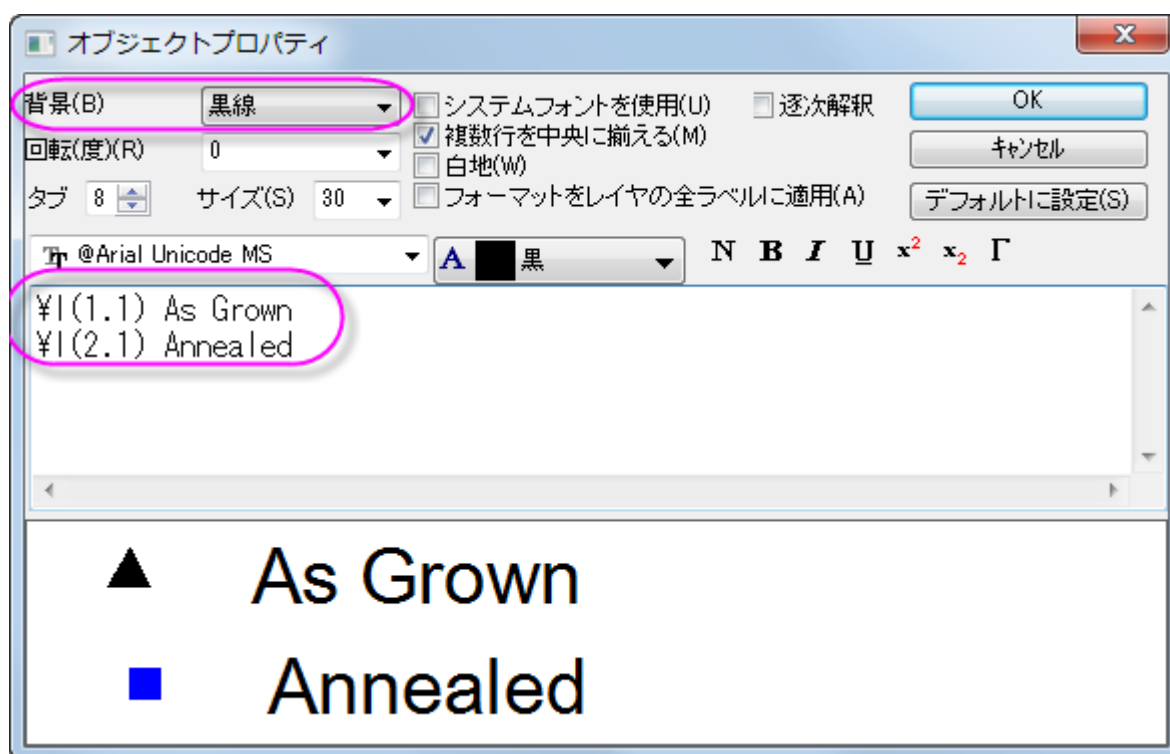 オブジェクトプロパティ
背景(B) 黒線 システムフォントを使用(U) 逐次解釈 OK
複数行を中央に揃える(M)
回転(度)(R) 0 キャンセル
白地(W)
タブ 8 サイズ(S) 30 フォーマットをレイヤの全ラベルに適用(A) デフォルトに設定(S)
@Arial Unicode MS A 黒 N B I U x² x₂ Γ
¥l(1.1) As Grown
¥l(2.1) Annealed
As Grown
Annealed